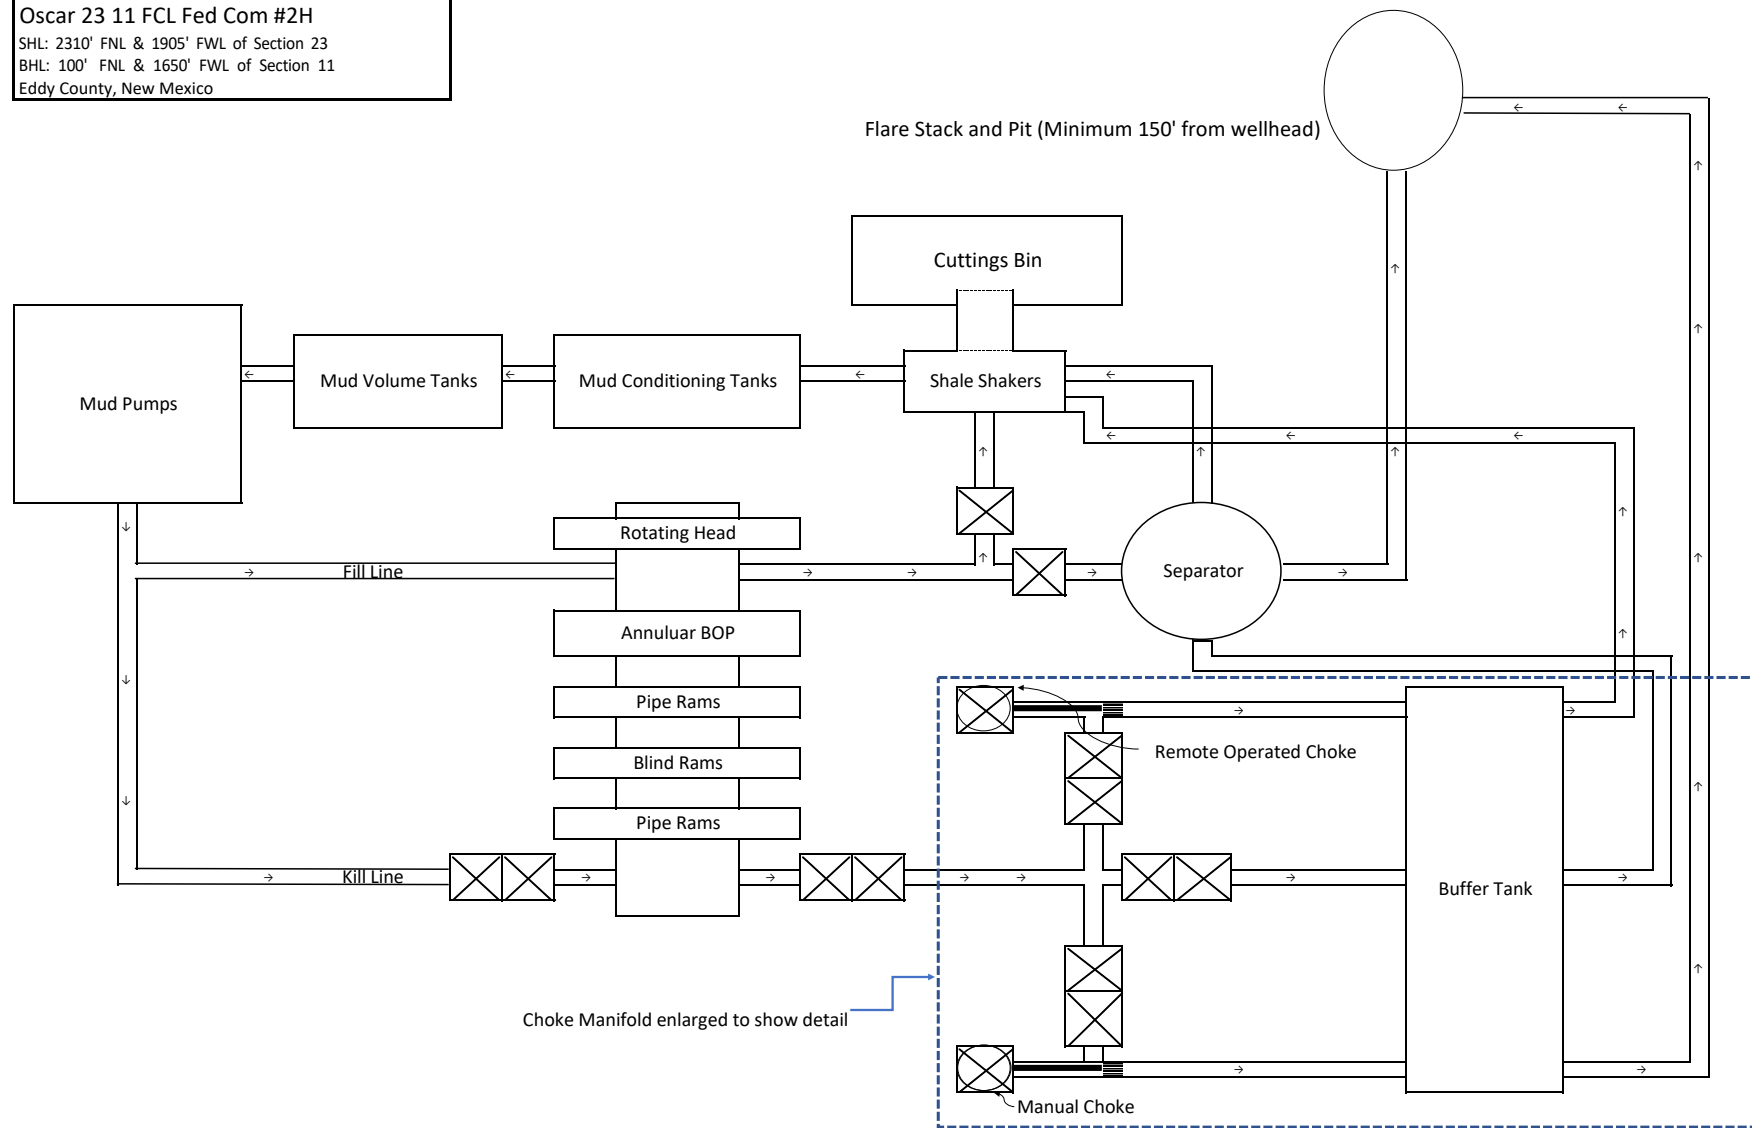 Oscar 23 11 FCL Fed Com #2H
SHL: 2310' FNL & 1905' FWL of Section 23
BHL: 100' FNL & 1650' FWL of Section 11
Eddy County, New Mexico
Flare Stack and Pit (Minimum 150' from wellhead)
Cuttings Bin
Mud Pumps
Mud Volume Tanks
Mud Conditioning Tanks
Shale Shakers
Rotating Head
Fill Line
Separator
Annuluar BOP
Pipe Rams
Remote Operated Choke
Blind Rams
Pipe Rams
Kill Line
Buffer Tank
Choke Manifold enlarged to show detail
Manual Choke